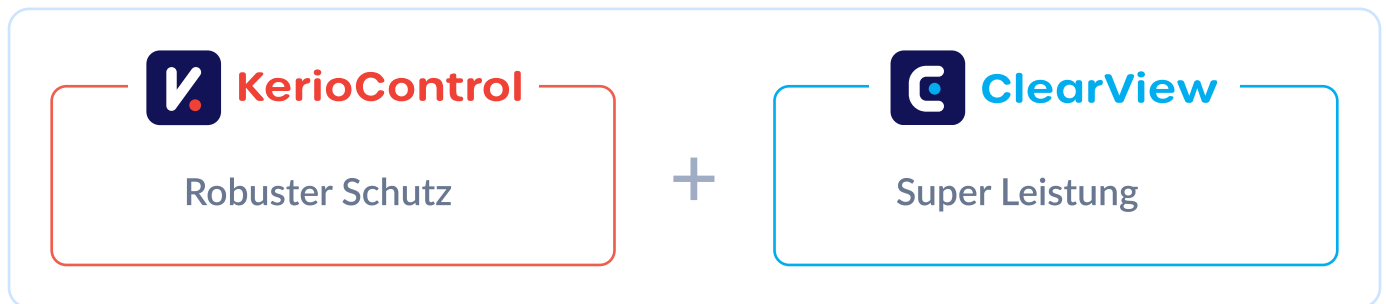 KerioControl
Robuster Schutz
+
ClearView
Super Leistung